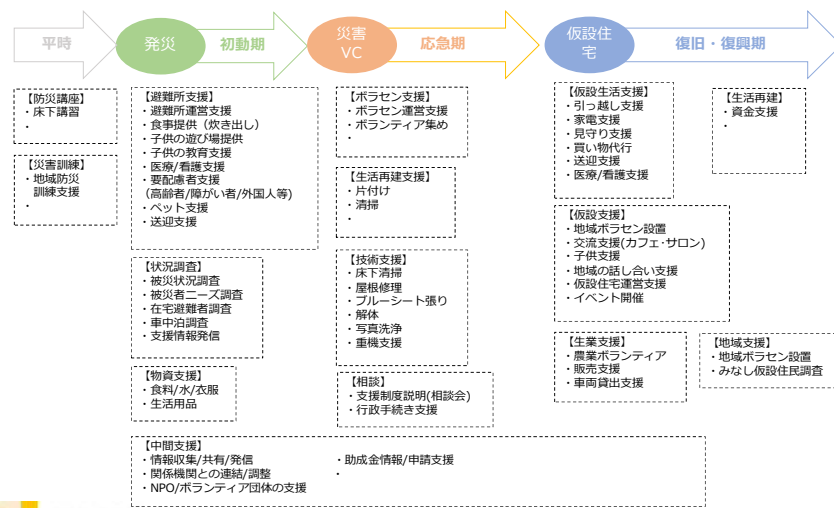 平時
発災
初動期
災害
VC
応急期
仮設住
宅
復旧・復興期
【防災講座】
・床下講習
・
【災害訓練】
・地域防災
訓練支援
・
【避難所支援】
・避難所運営支援
・食事提供（炊き出し）
・子供の遊び場提供
・子供の教育支援
・医療/看護支援
・要配慮者支援
(高齢者/障がい者/外国人等)
・ペット支援
・送迎支援
【状況調査】
・被災状況調査
・被災者ニーズ調査
・在宅避難者調査
・車中泊調査
・支援情報発信
【物資支援】
・食料/水/衣服
・生活用品
【ボラセン支援】
・ボラセン運営支援
・ボランティア集め
・
【生活再建支援】
・片付け
・清掃
・
【技術支援】
・床下清掃
・屋根修理
・ブルーシート張り
・解体
・写真洗浄
・重機支援
【相談】
・支援制度説明(相談会)
・行政手続き支援
【仮設生活支援】
・引っ越し支援
・家電支援
・見守り支援
・買い物代行
・送迎支援
・医療/看護支援
【生活再建】
・資金支援
・
【仮設支援】
・地域ボラセン設置
・交流支援(カフェ・サロン)
・子供支援
・地域の話し合い支援
・仮設住宅運営支援
・イベント開催
【生業支援】
・農業ボランティア
・販売支援
・車両貸出支援
【地域支援】
・地域ボラセン設置
・みなし仮設住民調査
【中間支援】
・情報収集/共有/発信
・関係機関との連結/調整
・NPO/ボランティア団体の支援
・助成金情報/申請支援
・